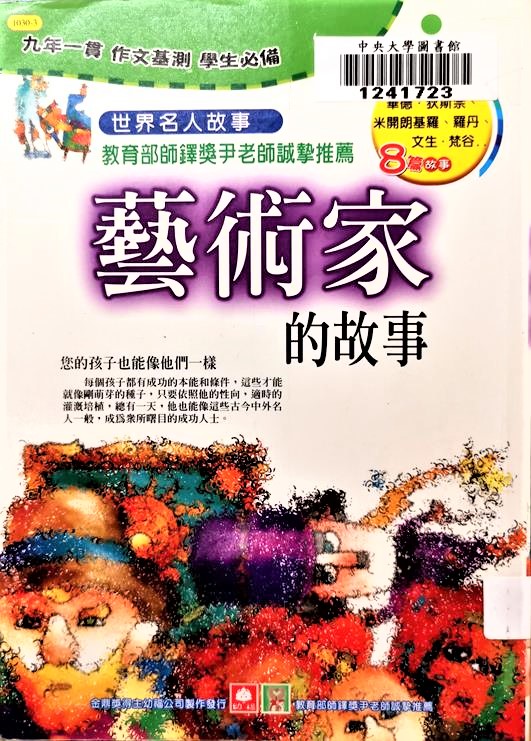 1030-3
九年一貫 作文基測 學生必備
中央大學圖書館
1241723
華德·狄斯奈、
米開朗基羅、羅丹、
文生·梵谷..
8篇故事
世界名人故事
教育部師鐸獎尹老師誠摯推薦
藝術家
的故事
您的孩子也能像他們一樣
每個孩子都有成功的本能和條件，這些才能
就像剛萌芽的種子，只要依照他的性向，適時的
灌溉培植，總有一天，他也能像這些古今中外名
人一般，成為眾所曙目的成功人士。
金鼎獎得主幼福公司製作發行
幼福
教育部師鐸獎尹老師誠摯推薦